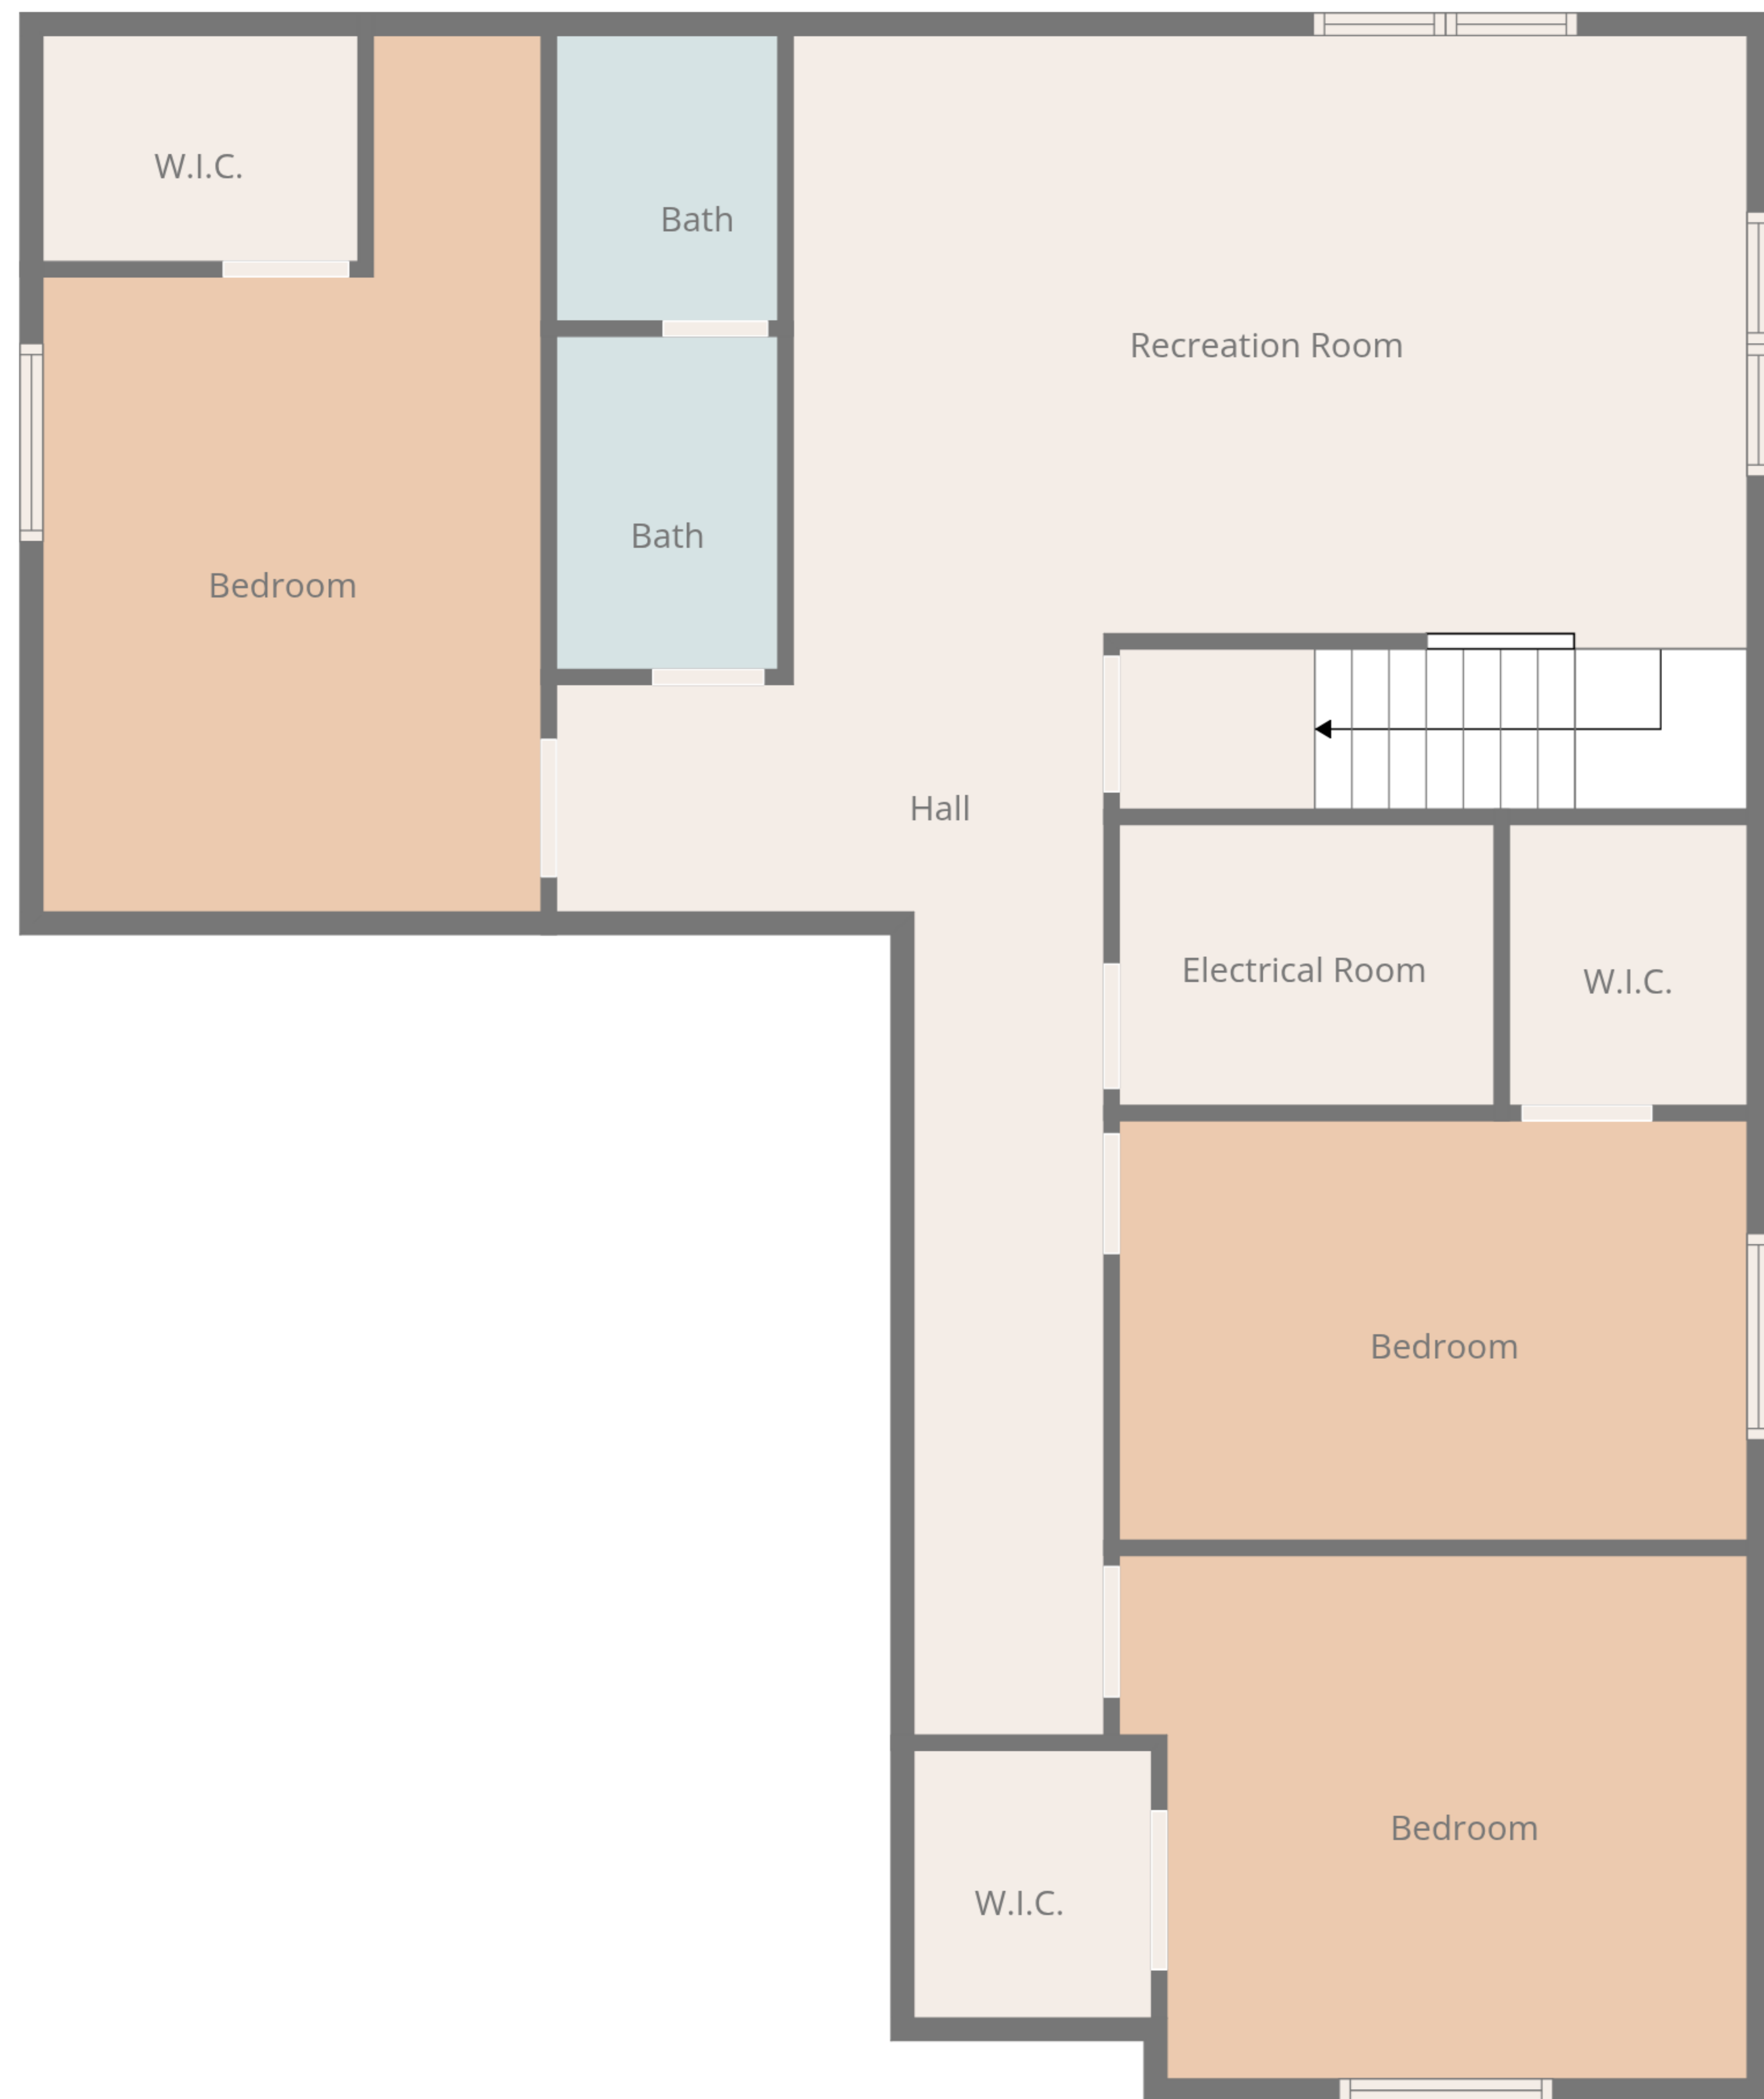 W.I.C.
Bath
Recreation Room
Bath
Bedroom
Hall
Electrical Room
W.I.C.
Bedroom
Bedroom
W.I.C.